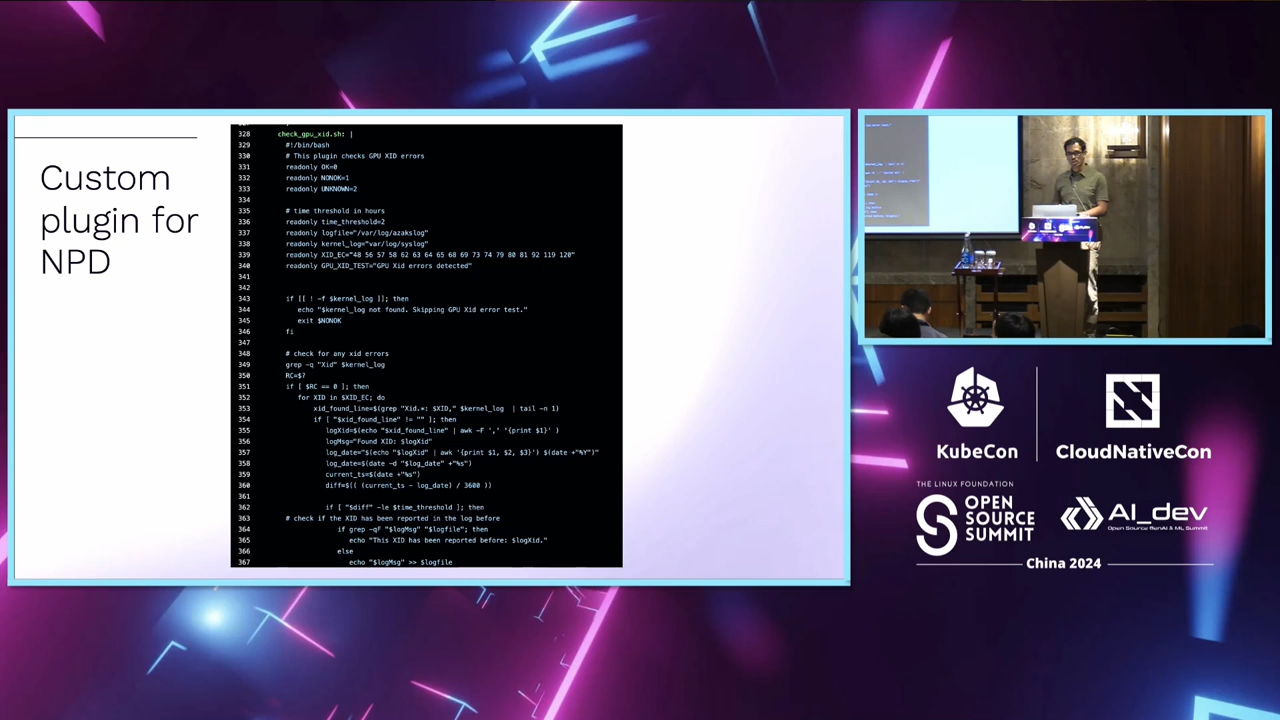 Custom
plugin for
NPD
328 check_gpu_xid.sh: |
329 #!/bin/bash
330 # This plugin checks GPU XID errors
331 readonly OK=0
332 readonly NONOK=1
333 readonly UNKNOWN=2
334
335 # time threshold in hours
336 readonly time_threshold=2
337 readonly logfile="/var/log/azakslog"
338 readonly kernel_log="var/log/syslog"
339 readonly XID_EC="48 56 57 58 62 63 64 65 68 69 73 74 79 80 81 92 119 120"
340 readonly GPU_XID_TEST="GPU Xid errors detected"
341
342
343 if [[ ! -f $kernel_log ]]; then
344 echo "$kernel_log not found. Skipping GPU Xid error test."
345 exit $NONOK
346 fi
347
348 # check for any xid errors
349 grep -q "Xid" $kernel_log
350 RC=$?
351 if [ $RC == 0 ]; then
352 for XID in $XID_EC; do
353 xid_found_line=$(grep "Xid.*: $XID," $kernel_log | tail -n 1)
354 if [ "$xid_found_line" != "" ]; then
355 logXid=$(echo "$xid_found_line" | awk -F ',' '{print $1}' )
356 logMsg="Found XID: $logXid"
357 log_date="$(echo "$logXid" | awk '{print $1, $2, $3}') $(date +"%Y")"
358 log_date=$(date -d "$log_date" +"%s")
359 current_ts=$(date +"%s")
360 diff=$(( (current_ts - log_date) / 3600 ))
361
362 if [ "$diff" -le $time_threshold ]; then
363 # check if the XID has been reported in the log before
364 if grep -qF "$logMsg" "$logfile"; then
365 echo "This XID has been reported before: $logXid."
366 else
367 echo "$logMsg" >> $logfile
KubeCon
CloudNativeCon
THE LINUX FOUNDATION
OPEN
SOURCE
SUMMIT
AI_dev
Open Source GenAI & ML Summit
China 2024